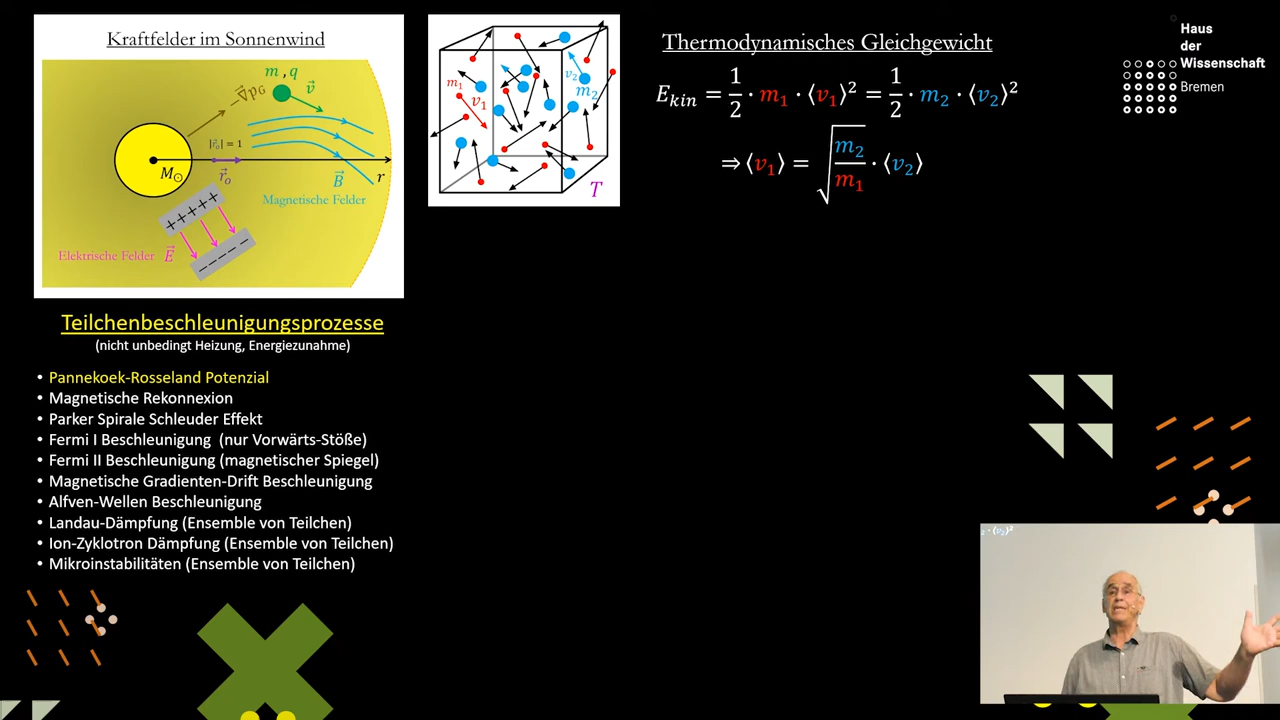 Kraftfelder im Sonnenwind
m , q
v⃗
−∇⃗p_G
|r⃗₀| = 1
M☉
r⃗₀
B⃗
r
Magnetische Felder
+++++
Elektrische Felder E⃗
−−−−
m₁
v₁
v₂
m₂
T
Thermodynamisches Gleichgewicht
E_kin = 1/2 · m₁ · ⟨v₁⟩² = 1/2 · m₂ · ⟨v₂⟩²
⇒ ⟨v₁⟩ = √(m₂/m₁) · ⟨v₂⟩
Haus
der
Wissenschaft
Bremen
Teilchenbeschleunigungsprozesse
(nicht unbedingt Heizung, Energiezunahme)
• Pannekoek-Rosseland Potenzial
• Magnetische Rekonnexion
• Parker Spirale Schleuder Effekt
• Fermi I Beschleunigung (nur Vorwärts-Stöße)
• Fermi II Beschleunigung (magnetischer Spiegel)
• Magnetische Gradienten-Drift Beschleunigung
• Alfven-Wellen Beschleunigung
• Landau-Dämpfung (Ensemble von Teilchen)
• Ion-Zyklotron Dämpfung (Ensemble von Teilchen)
• Mikroinstabilitäten (Ensemble von Teilchen)
· ⟨v₂⟩²